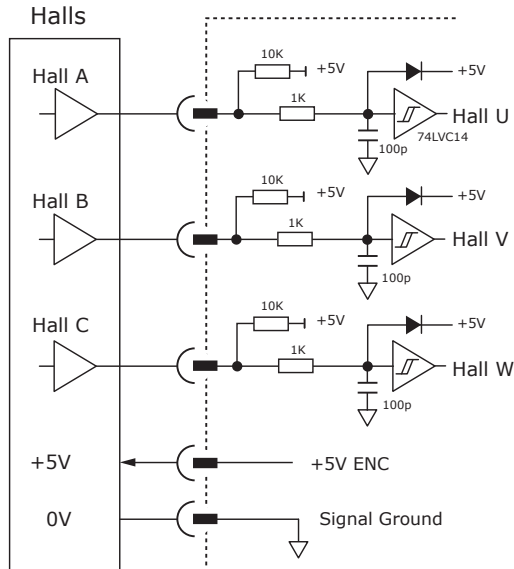 Halls
Hall A
10K
+5V
+5V
1K
Hall U
74LVC14
100p
Hall B
10K
+5V
+5V
1K
Hall V
100p
Hall C
10K
+5V
+5V
1K
Hall W
100p
+5V
+5V ENC
0V
Signal Ground